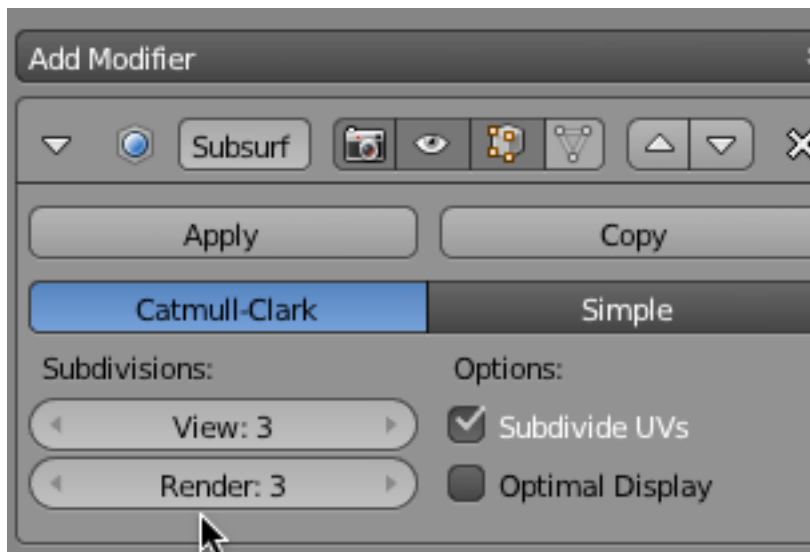 Add Modifier
Subsurf
Apply Copy
Catmull-Clark Simple
Subdivisions: Options:
View: 3 Subdivide UVs
Render: 3 Optimal Display